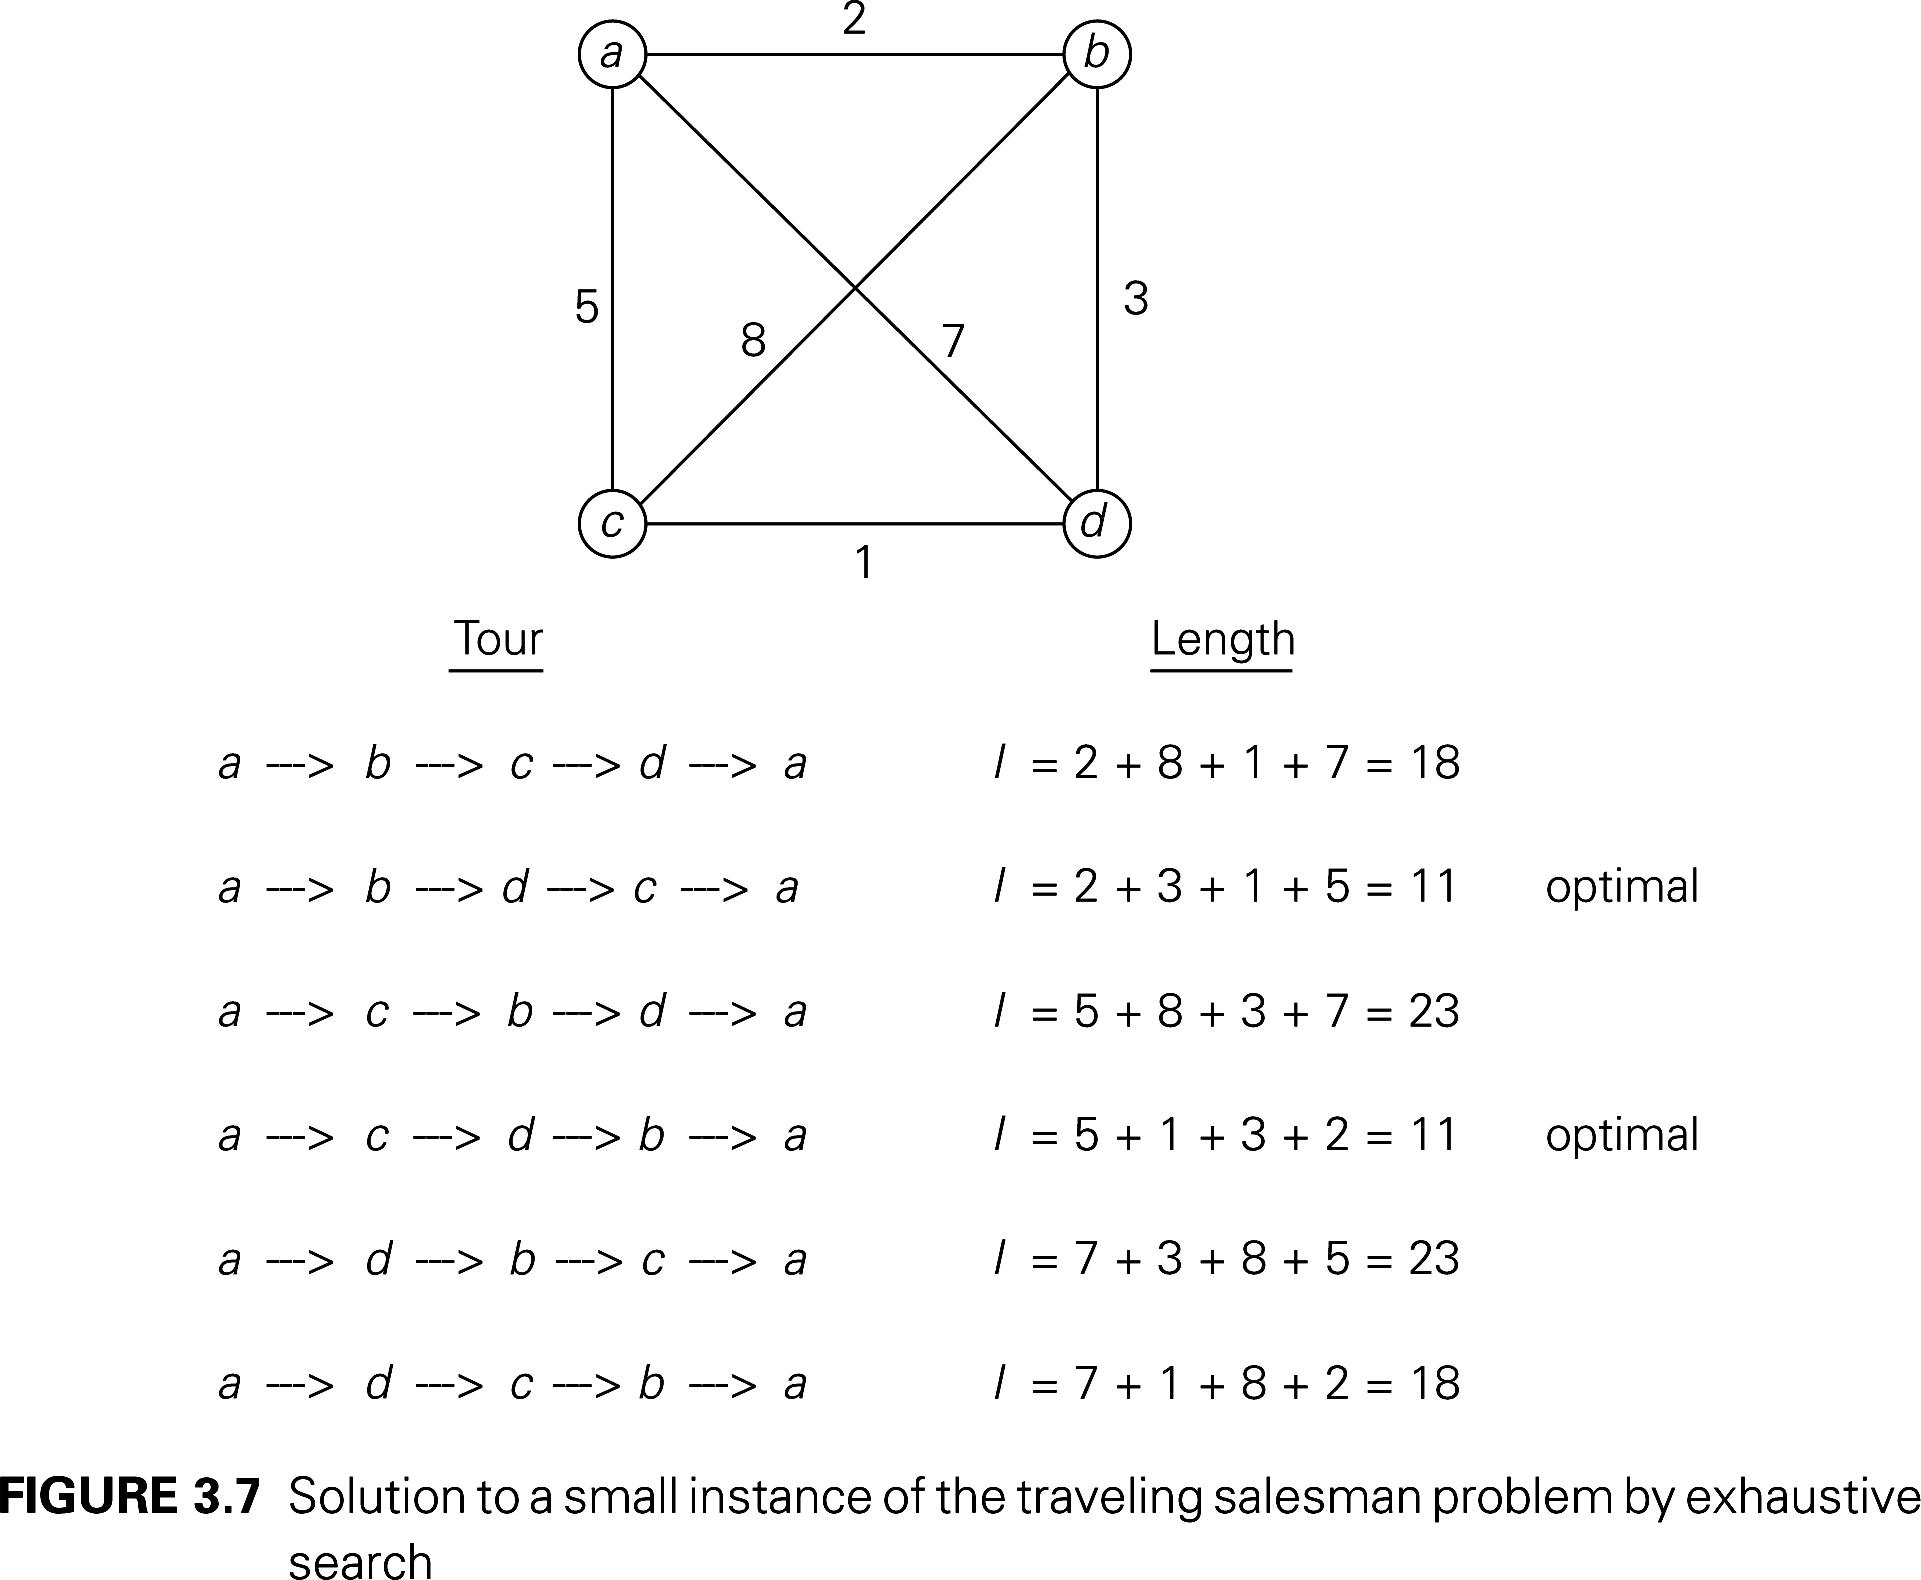 a 2 b
5 8 7 3
c 1 d
Tour Length
a ---> b ---> c ---> d ---> a l = 2 + 8 + 1 + 7 = 18
a ---> b ---> d ---> c ---> a l = 2 + 3 + 1 + 5 = 11 optimal
a ---> c ---> b ---> d ---> a l = 5 + 8 + 3 + 7 = 23
a ---> c ---> d ---> b ---> a l = 5 + 1 + 3 + 2 = 11 optimal
a ---> d ---> b ---> c ---> a l = 7 + 3 + 8 + 5 = 23
a ---> d ---> c ---> b ---> a l = 7 + 1 + 8 + 2 = 18
FIGURE 3.7 Solution to a small instance of the traveling salesman problem by exhaustive
search